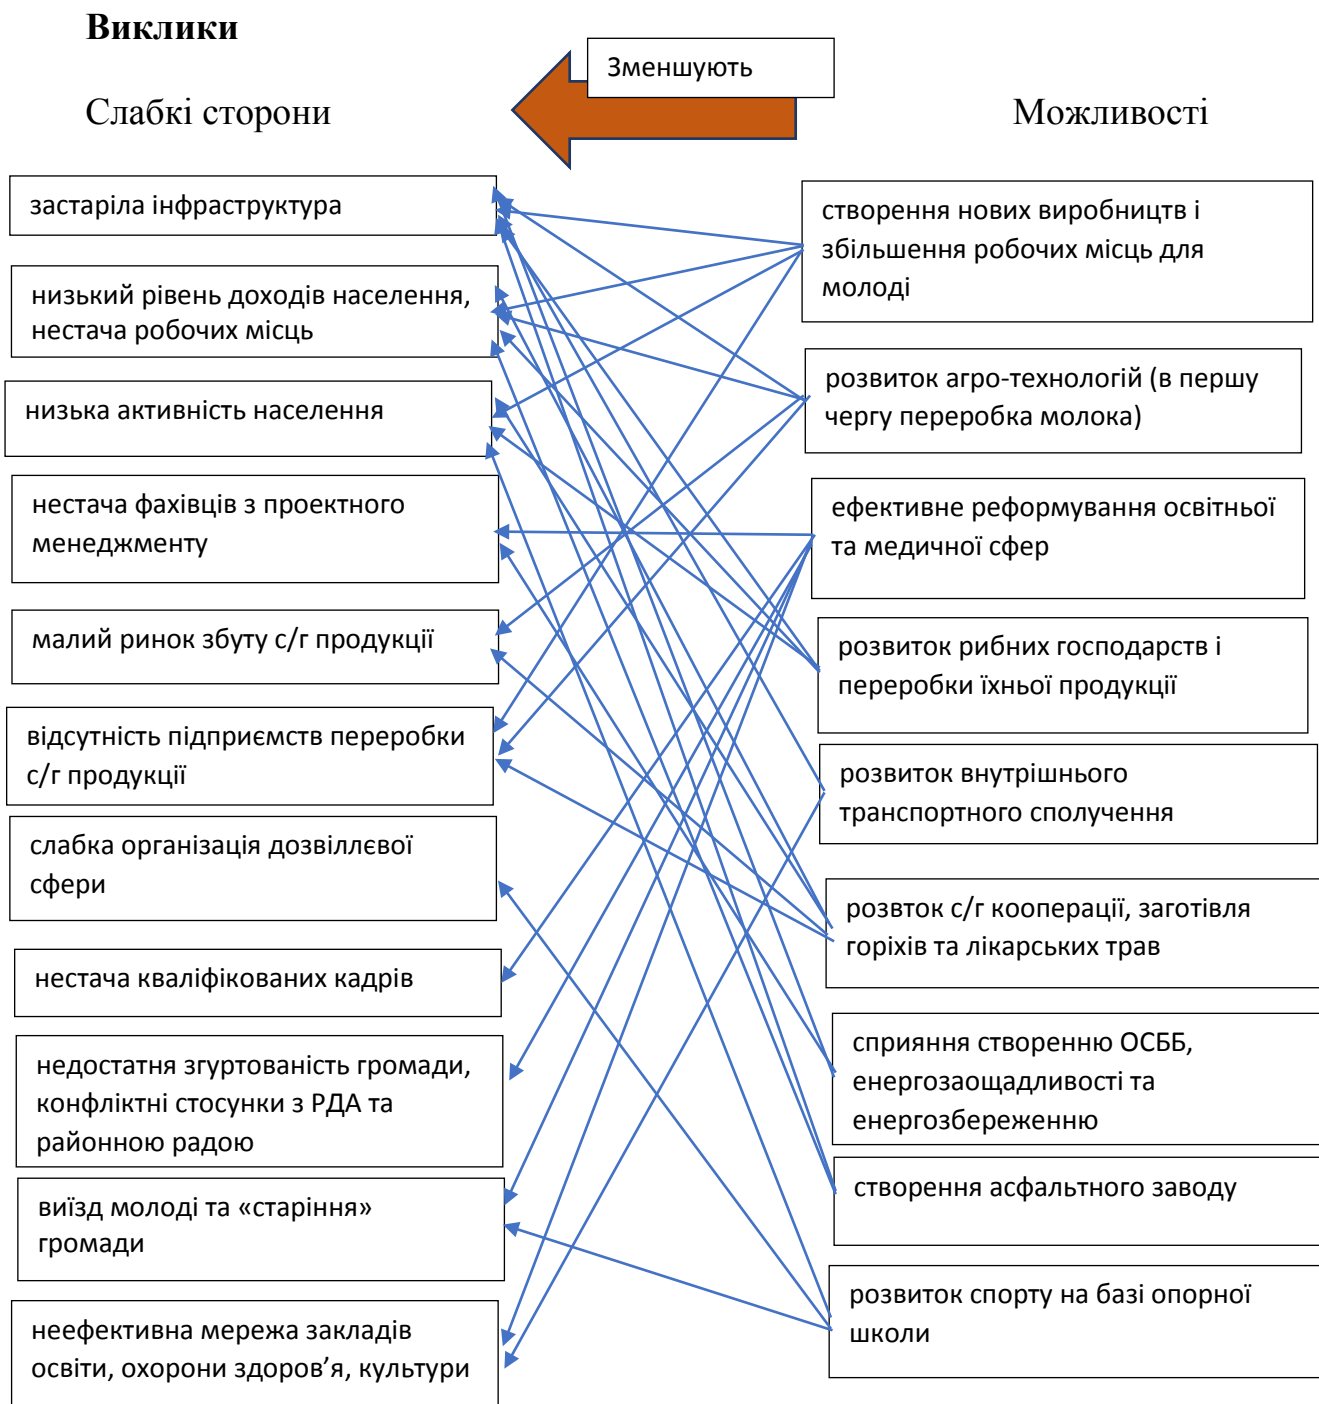 Виклики
Зменшують
Слабкі сторони
Можливості
застаріла інфраструктура
низький рівень доходів населення,
нестача робочих місць
низька активність населення
нестача фахівців з проектного
менеджменту
малий ринок збуту с/г продукції
відсутність підприємств переробки
с/г продукції
слабка організація дозвіллєвої
сфери
нестача кваліфікованих кадрів
недостатня згуртованість громади,
конфліктні стосунки з РДА та
районною радою
виїзд молоді та «старіння»
громади
неефективна мережа закладів
освіти, охорони здоров’я, культури
створення нових виробництв і
збільшення робочих місць для
молоді
розвиток агро-технологій (в першу
чергу переробка молока)
ефективне реформування освітньої
та медичної сфер
розвиток рибних господарств і
переробки їхньої продукції
розвиток внутрішнього
транспортного сполучення
розвток с/г кооперації, заготівля
горіхів та лікарських трав
сприяння створенню ОСББ,
енергозаощадливості та
енергозбереженню
створення асфальтного заводу
розвиток спорту на базі опорної
школи